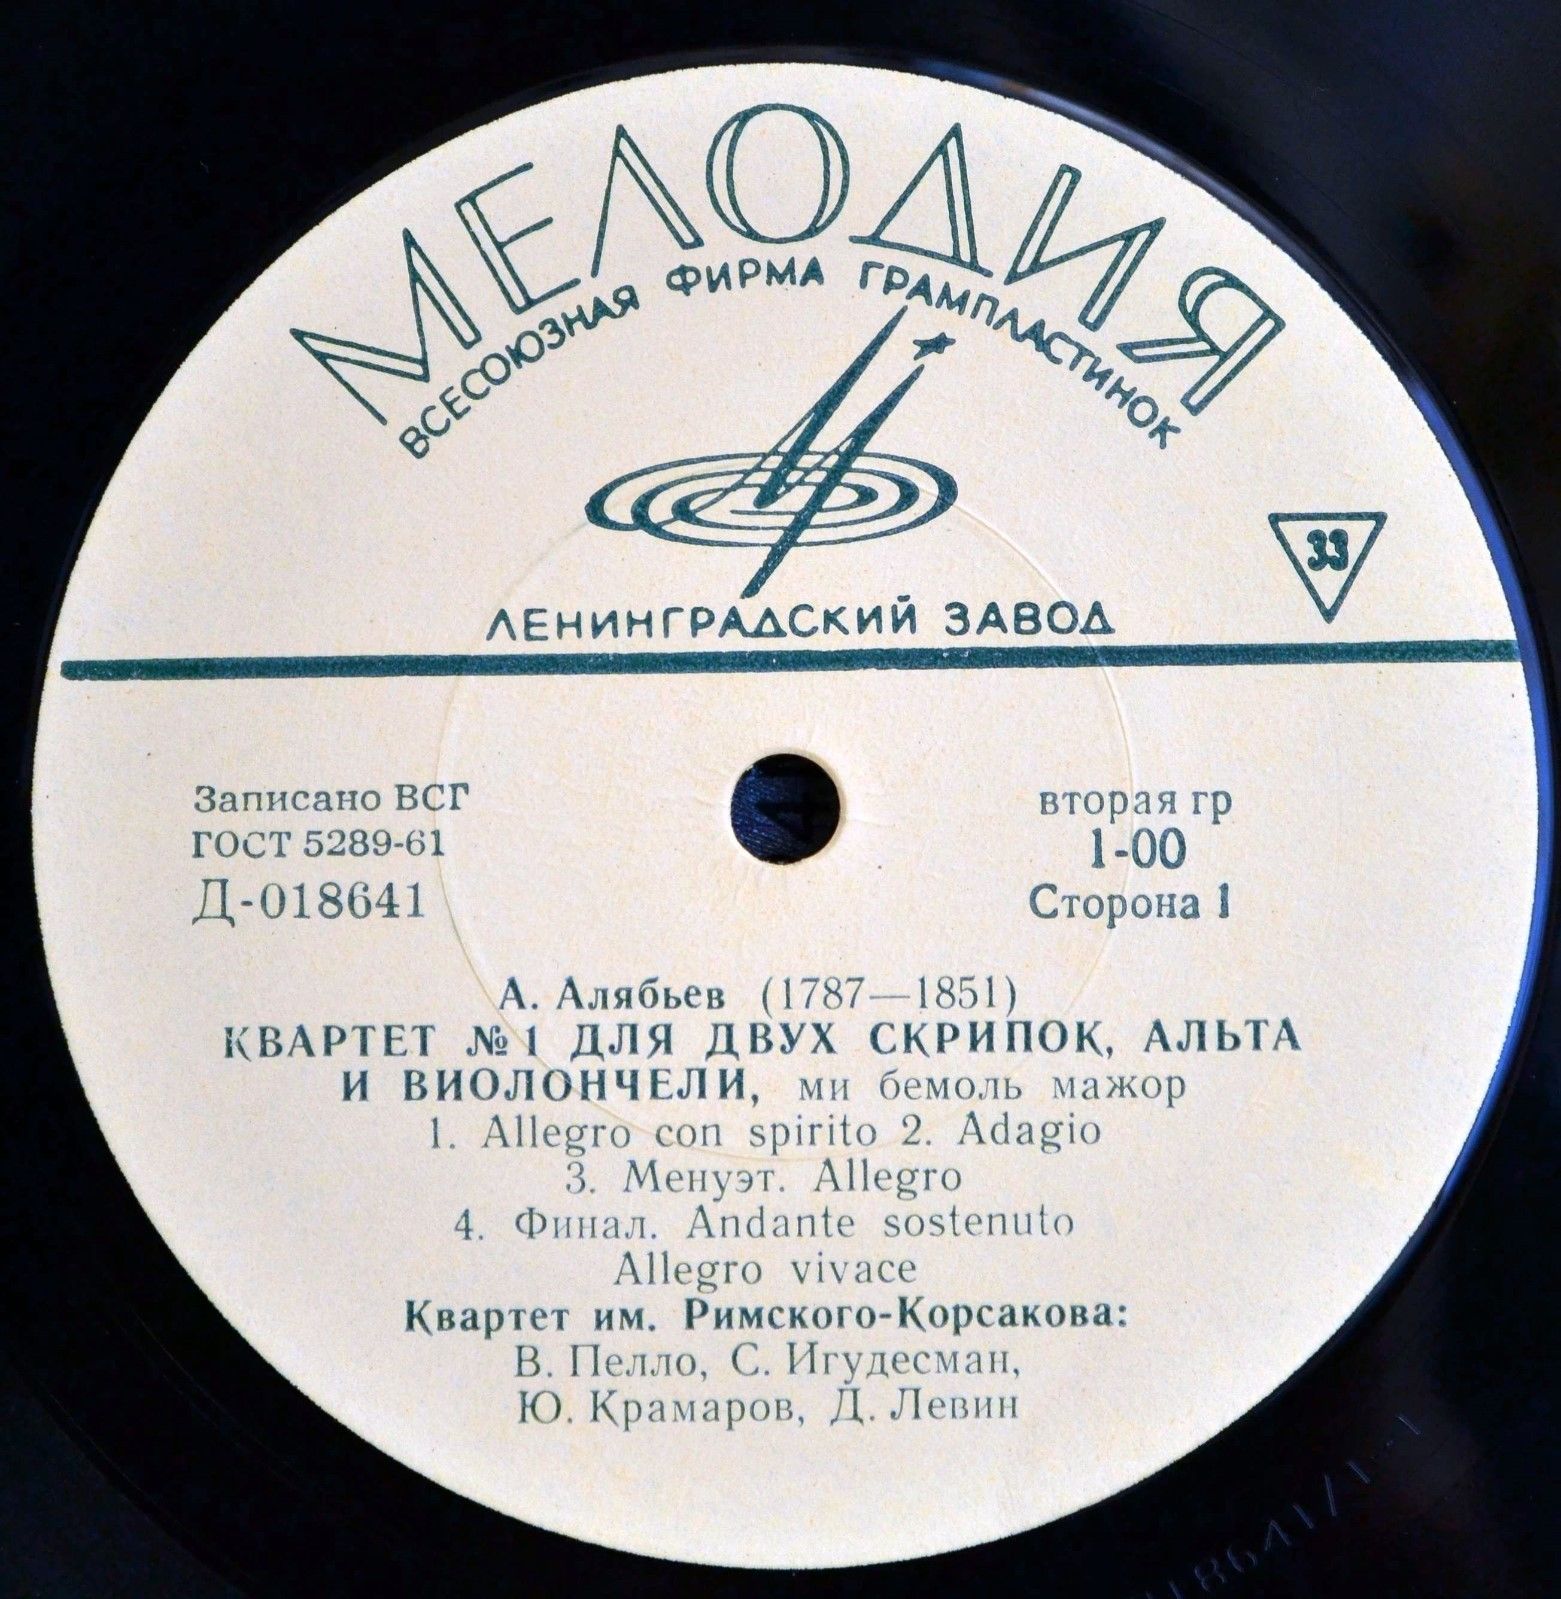 МЕЛОДИЯ
ВСЕСОЮЗНАЯ ФИРМА ГРАМПЛАСТИНОК
33
ЛЕНИНГРАДСКИЙ ЗАВОД
Записано ВСГ
ГОСТ 5289-61
Д-018641
вторая гр
1-00
Сторона 1
А. Алябьев (1787—1851)
КВАРТЕТ №1 ДЛЯ ДВУХ СКРИПОК, АЛЬТА
И ВИОЛОНЧЕЛИ, ми бемоль мажор
1. Allegro con spirito 2. Adagio
3. Менуэт. Allegro
4. Финал. Andante sostenuto
Allegro vivace
Квартет им. Римского-Корсакова:
В. Пелло, С. Игудесман,
Ю. Крамаров, Д. Левин